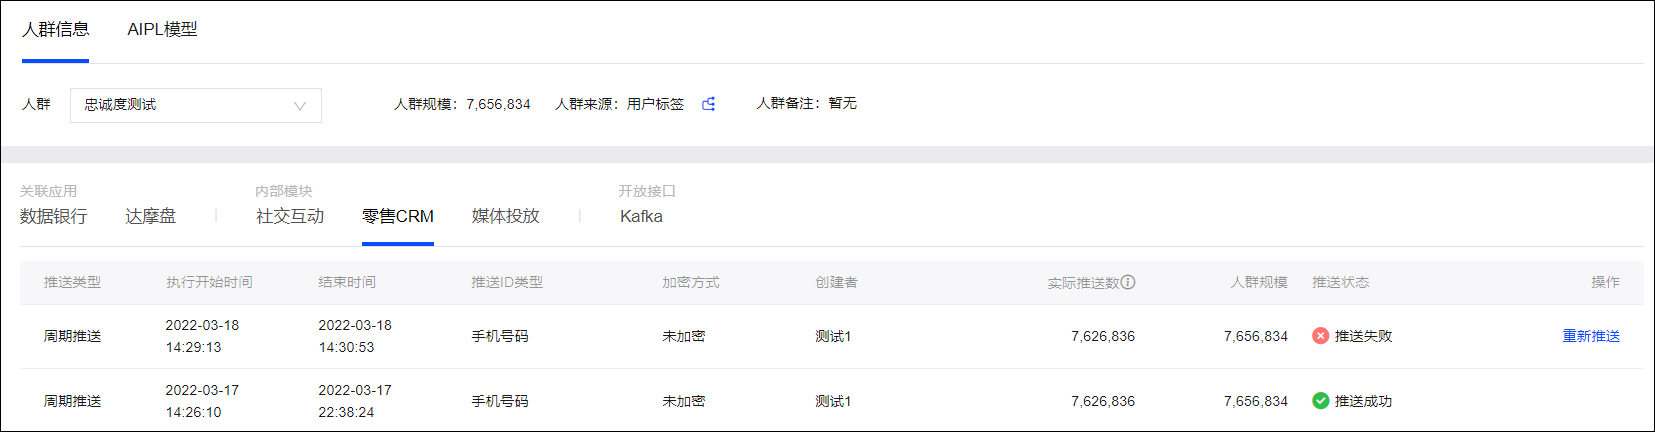 人群信息 AIPL模型
人群 忠诚度测试 人群规模：7,656,834 人群来源：用户标签 人群备注：暂无
关联应用 内部模块 开放接口
数据银行 达摩盘 社交互动 零售CRM 媒体投放 Kafka
推送类型 执行开始时间 结束时间 推送ID类型 加密方式 创建者 实际推送数 人群规模 推送状态 操作
周期推送 2022-03-18 14:29:13 2022-03-18 14:30:53 手机号码 未加密 测试1 7,626,836 7,656,834 推送失败 重新推送
周期推送 2022-03-17 14:26:10 2022-03-17 22:38:24 手机号码 未加密 测试1 7,626,836 7,656,834 推送成功